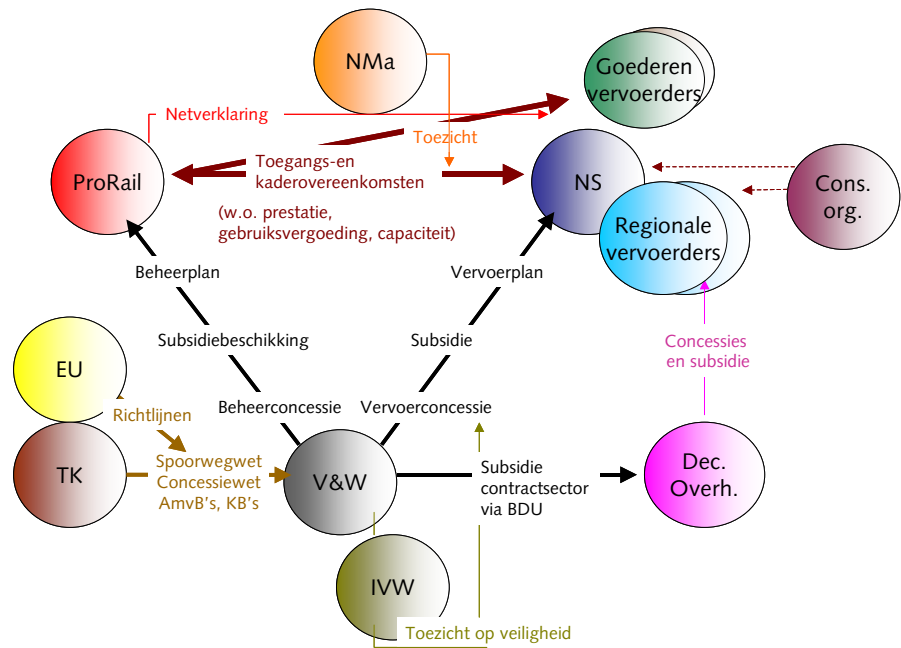 NMa
Goederen
vervoerders
Netverklaring
Toezicht
ProRail
Toegangs-en
kaderovereenkomsten
NS
Cons.
org.
(w.o. prestatie,
gebruiksvergoeding, capaciteit)
Regionale
vervoerders
Beheerplan
Vervoerplan
Subsidiebeschikking
Subsidie
Concessies
en subsidie
EU
Richtlijnen
Beheerconcessie
Vervoerconcessie
TK
Spoorwegwet
Concessiewet
AmvB's, KB's
V&W
Subsidie
contractsector
via BDU
Dec.
Overh.
IVW
Toezicht op veiligheid